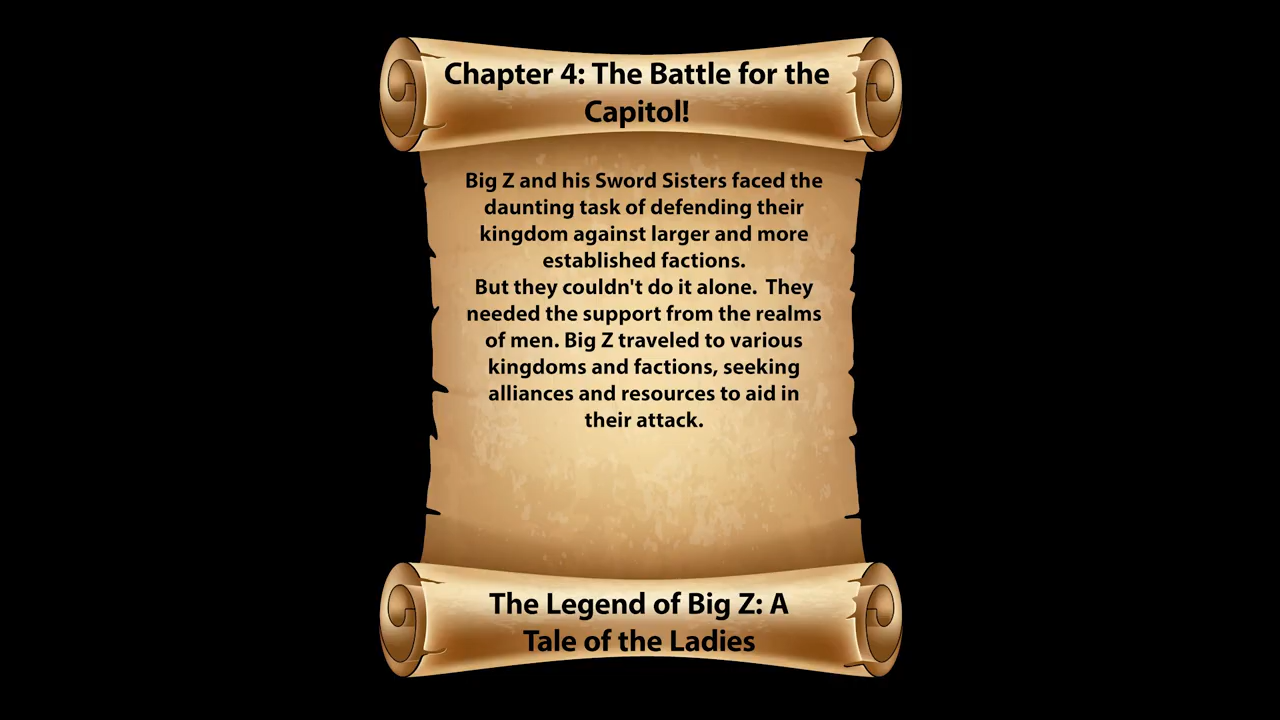 Chapter 4: The Battle for the
Capitol!
Big Z and his Sword Sisters faced the
daunting task of defending their
kingdom against larger and more
established factions.
But they couldn't do it alone.  They
needed the support from the realms
of men. Big Z traveled to various
kingdoms and factions, seeking
alliances and resources to aid in
their attack.
The Legend of Big Z: A
Tale of the Ladies